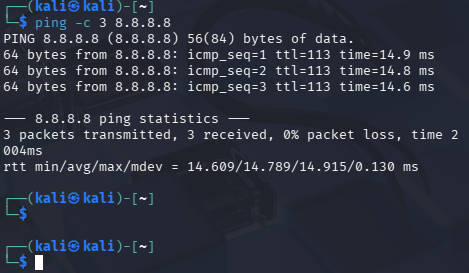 ┌──(kali㉿kali)-[~]
└─$ ping -c 3 8.8.8.8
PING 8.8.8.8 (8.8.8.8) 56(84) bytes of data.
64 bytes from 8.8.8.8: icmp_seq=1 ttl=113 time=14.9 ms
64 bytes from 8.8.8.8: icmp_seq=2 ttl=113 time=14.8 ms
64 bytes from 8.8.8.8: icmp_seq=3 ttl=113 time=14.6 ms
--- 8.8.8.8 ping statistics ---
3 packets transmitted, 3 received, 0% packet loss, time 2
004ms
rtt min/avg/max/mdev = 14.609/14.789/14.915/0.130 ms
┌──(kali㉿kali)-[~]
└─$
┌──(kali㉿kali)-[~]
└─$